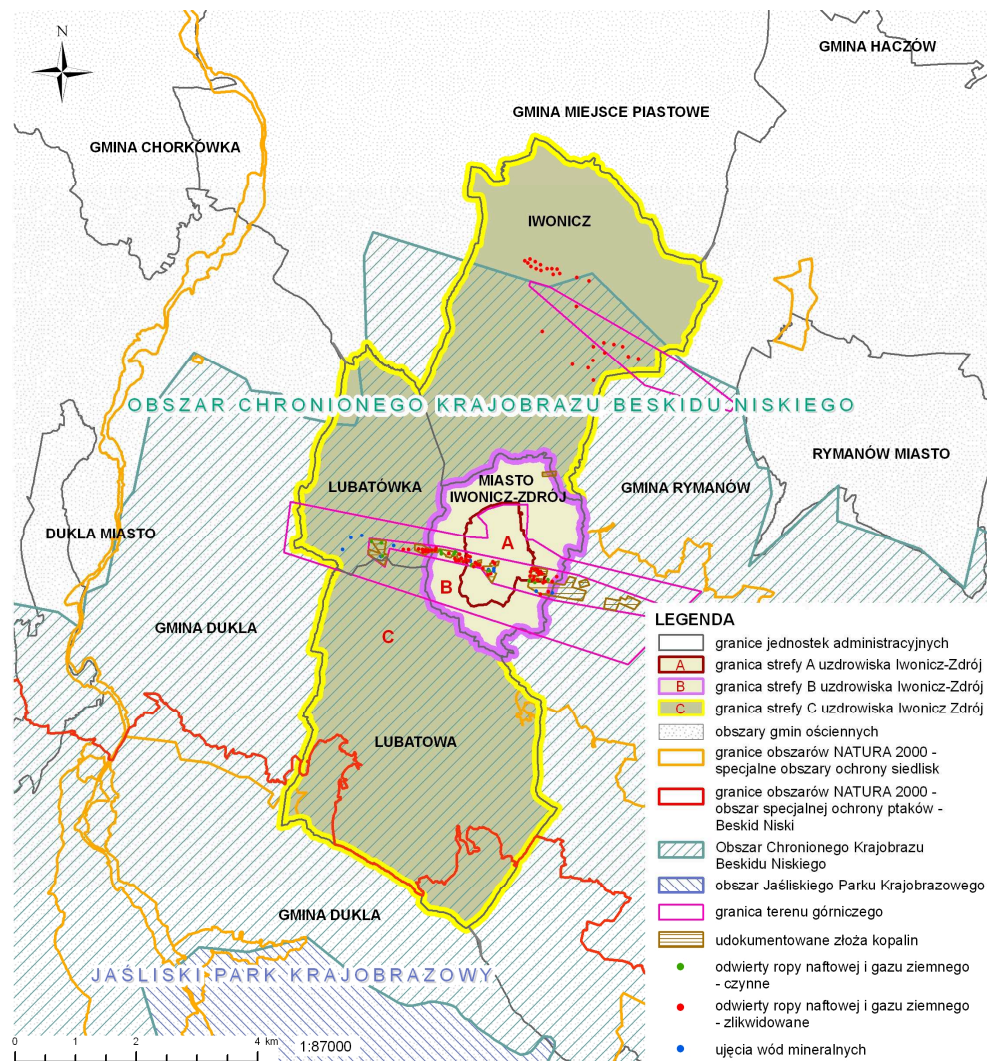 N
GMINA HACZÓW
GMINA MIEJSCE PIASTOWE
GMINA CHORKÓWKA
IWONICZ
OBSZAR CHRONIONEGO KRAJOBRAZU BESKIDU NISKIEGO
RYMANÓW MIASTO
LUBATÓWKA
MIASTO
IWONICZ-ZDRÓJ
GMINA RYMANÓW
DUKLA MIASTO
A
B
GMINA DUKLA
C
LUBATOWA
GMINA DUKLA
JAŚLISKI PARK KRAJOBRAZOWY
0 1 2 4 km
1:87000
LEGENDA
granice jednostek administracyjnych
A granica strefy A uzdrowiska Iwonicz-Zdrój
B granica strefy B uzdrowiska Iwonicz-Zdrój
C granica strefy C uzdrowiska Iwonicz Zdrój
obszary gmin ościennych
granice obszarów NATURA 2000 -
specjalne obszary ochrony siedlisk
granice obszarów NATURA 2000 -
obszar specjalnej ochrony ptaków -
Beskid Niski
Obszar Chronionego Krajobrazu
Beskidu Niskiego
obszar Jaśliskiego Parku Krajobrazowego
granica terenu górniczego
udokumentowane złoża kopalin
odwierty ropy naftowej i gazu ziemnego
- czynne
odwierty ropy naftowej i gazu ziemnego
- zlikwidowane
ujęcia wód mineralnych